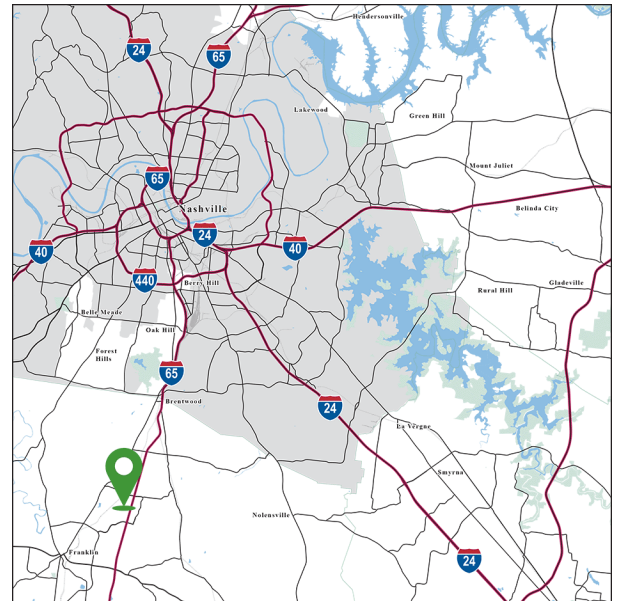 Hendersonville
24
65
Lakewood
Green Hill
Mount Juliet
65
Nashville
Belinda City
24
40
40
440
Berry Hill
Gladeville
Rural Hill
Belle Meade
Oak Hill
Forest
Hills
65
Brentwood
24
La Vergne
Smyrna
Nolensville
Franklin
24